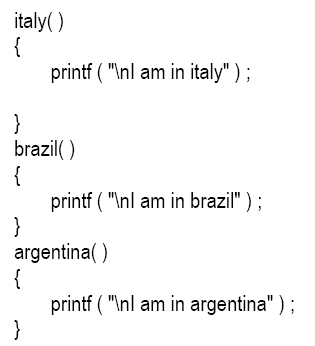 italy( )
{
printf ( "\nI am in italy" ) ;
}
brazil( )
{
printf ( "\nI am in brazil" ) ;
}
argentina( )
{
printf ( "\nI am in argentina" ) ;
}